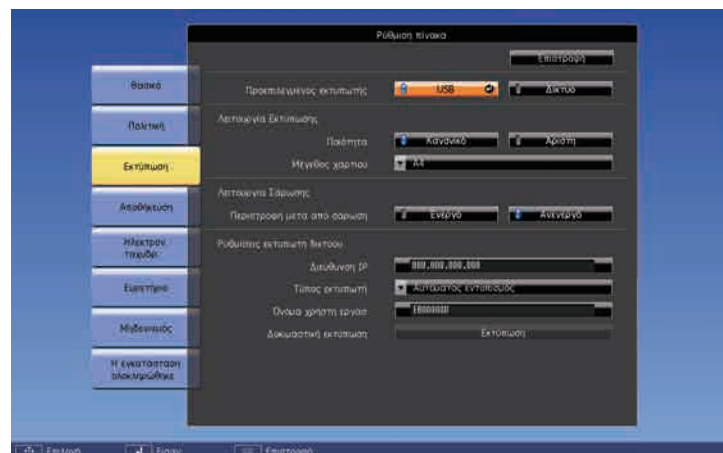 Ρύθμιση πίνακα
Επιστροφή
Βασικό
Πολιτική
Εκτύπωση
Αποθήκευση
Ηλεκτρον.
ταχυδρ.
Ευρετήριο
Μηδενισμός
Η εγκατάσταση
ολοκληρώθηκε
Προεπιλεγμένος εκτυπωτής USB Δίκτυο
Λειτουργία Εκτύπωσης
Ποιότητα Κανονικό Άριστη
Μέγεθος χαρτιού A4
Λειτουργία Σάρωσης
Περιστροφή μετά από σάρωση Ενεργό Ανενεργό
Ρυθμίσεις εκτυπωτή δικτύου
Διεύθυνση IP 000.000.000.000
Τύπος εκτυπωτή Αυτόματος εντοπισμός
Όνομα χρήστη εργασ
Δοκιμαστική εκτύπωση Εκτύπωση
Επιλογή Εισαγ. Επιστροφή